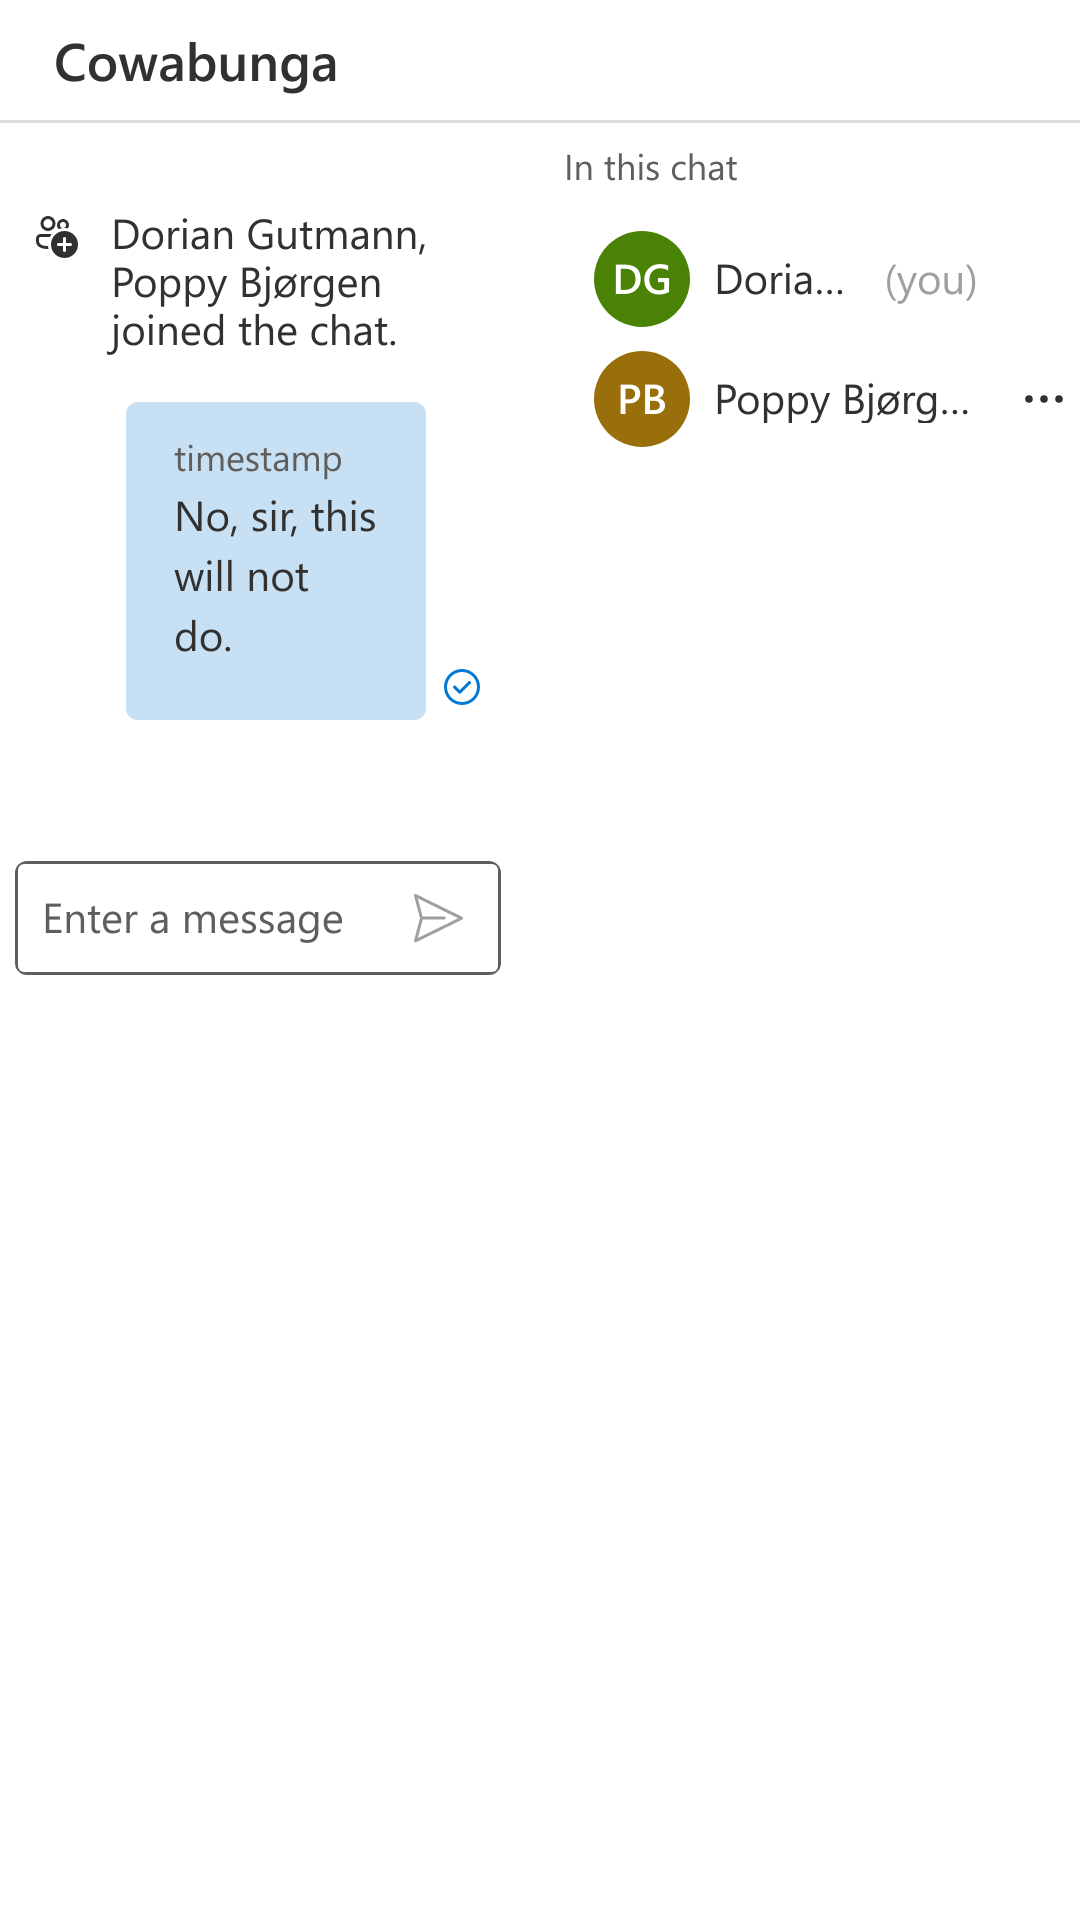 Cowabunga
Dorian Gutmann,
Poppy Bjørgen
joined the chat.
timestamp
No, sir, this
will not
do.
Enter a message
In this chat
DG Doria... (you)
PB Poppy Bjørg...